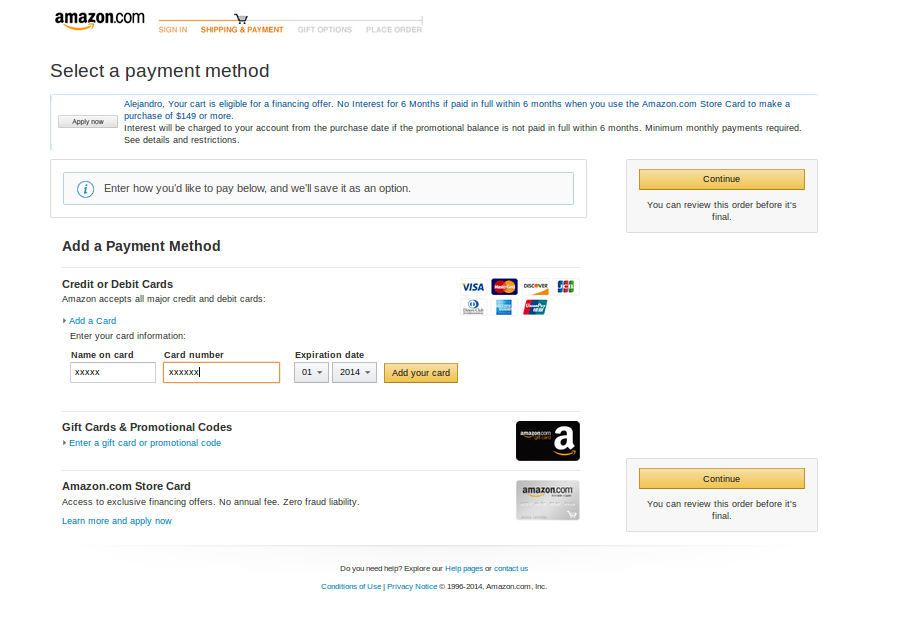 amazon.com
SIGN IN SHIPPING & PAYMENT GIFT OPTIONS PLACE ORDER
Select a payment method
Alejandro, Your cart is eligible for a financing offer. No Interest for 6 Months if paid in full within 6 months when you use the Amazon.com Store Card to make a
purchase of $149 or more.
Apply now
Interest will be charged to your account from the purchase date if the promotional balance is not paid in full within 6 months. Minimum monthly payments required.
See details and restrictions.
i Enter how you'd like to pay below, and we'll save it as an option.
Continue
You can review this order before it's
final.
Add a Payment Method
Credit or Debit Cards
Amazon accepts all major credit and debit cards:
VISA MasterCard DISCOVER JCB
Diners Club UnionPay
Add a Card
Enter your card information:
Name on card Card number Expiration date
xxxxx xxxxxx 01 2014 Add your card
Gift Cards & Promotional Codes
Enter a gift card or promotional code
amazon.com a
gift card
Amazon.com Store Card
Access to exclusive financing offers. No annual fee. Zero fraud liability.
Learn more and apply now
amazon.com
Continue
You can review this order before it's
final.
Do you need help? Explore our Help pages or contact us
Conditions of Use | Privacy Notice © 1996-2014, Amazon.com, Inc.